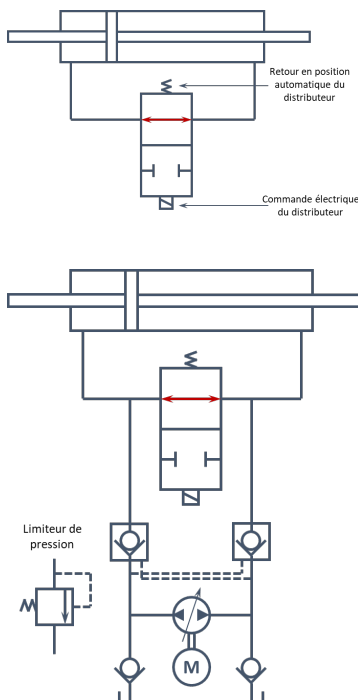 Retour en position
automatique du
distributeur
Commande électrique
du distributeur
Limiteur de
pression
M